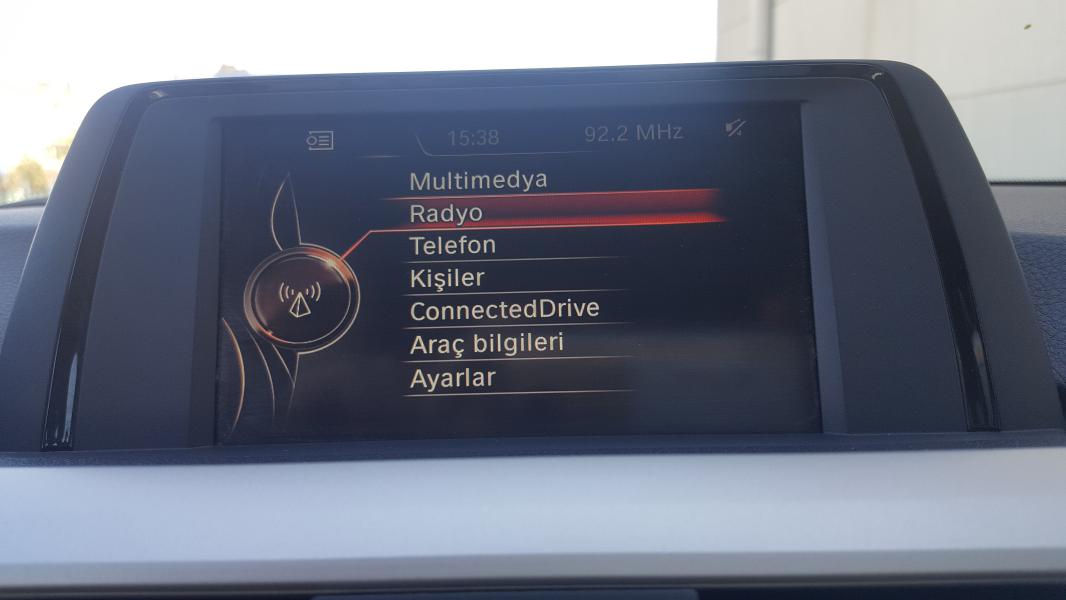 15:38 92.2 MHz
Multimedya
Radyo
Telefon
Kişiler
ConnectedDrive
Araç bilgileri
Ayarlar